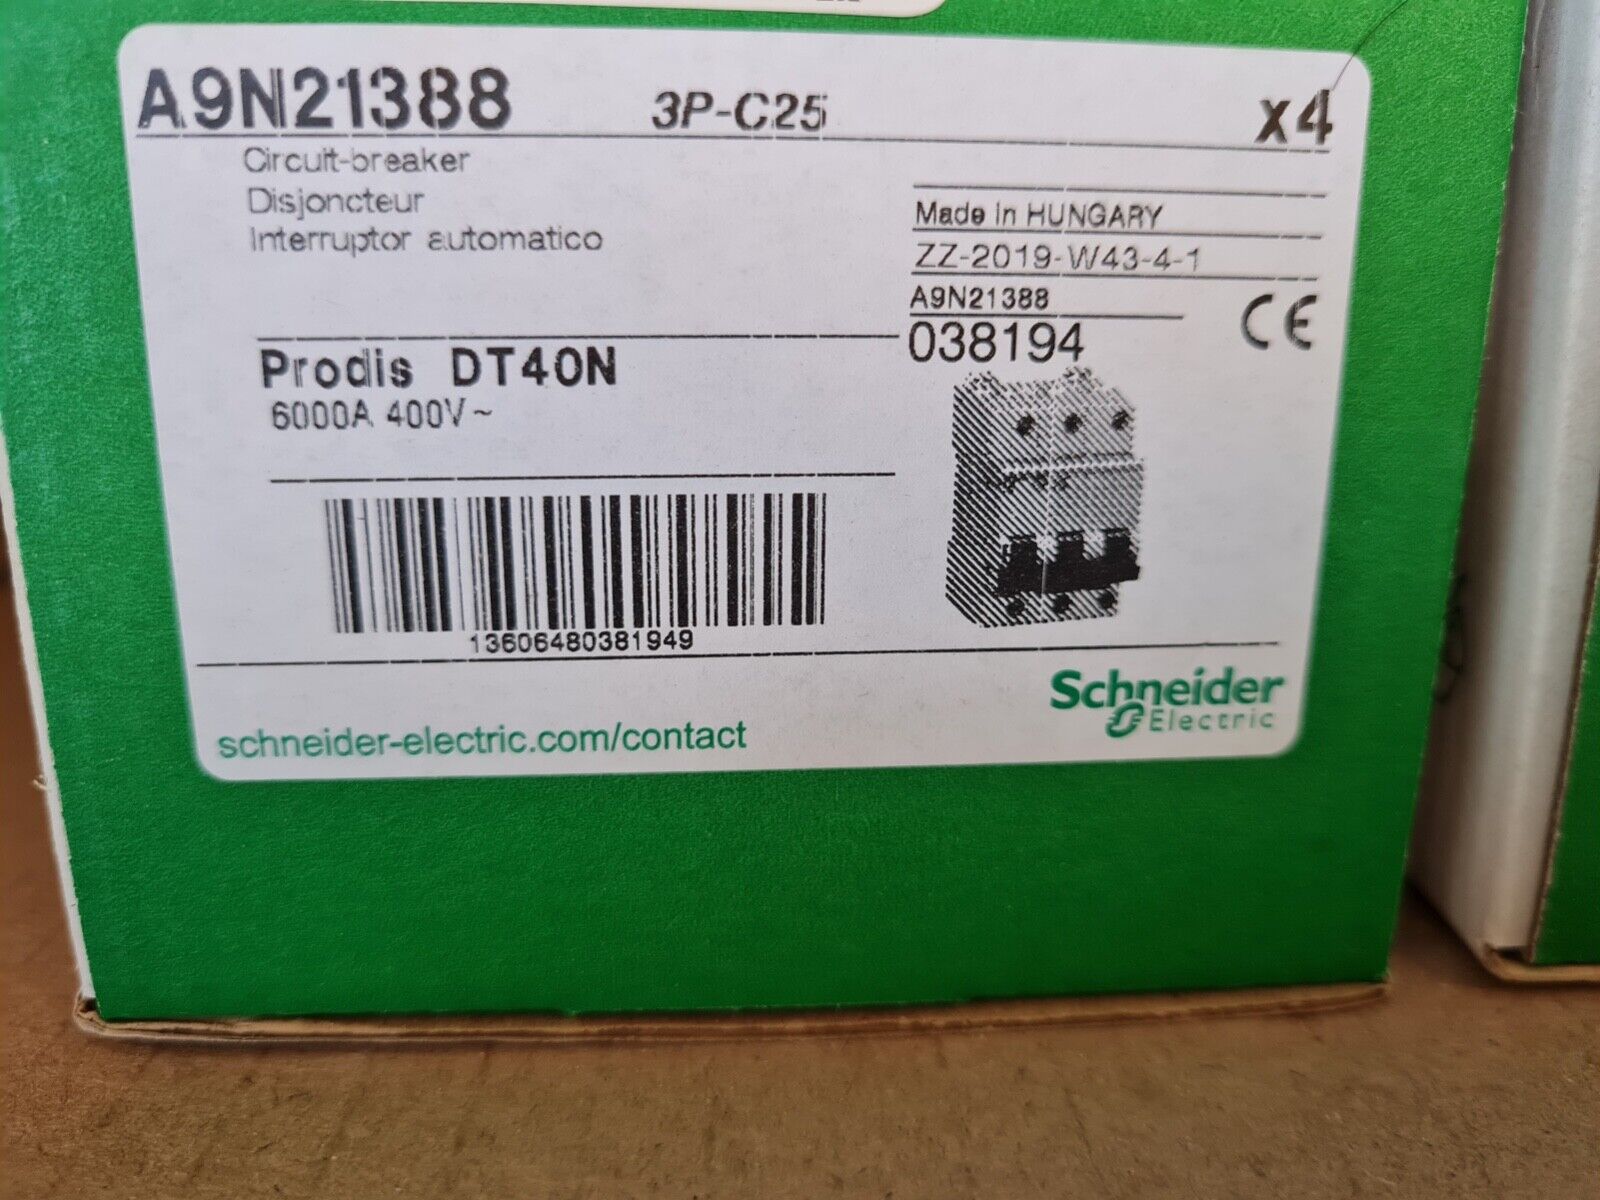 A9N21388 3P-C25 x4
Circuit-breaker
Disjoncteur
Interruptor automatico
Made in HUNGARY
ZZ-2019-W43-4-1
A9N21388
038194
CE
Prodis DT40N
6000A 400V~
13606480381949
Schneider
Electric
schneider-electric.com/contact